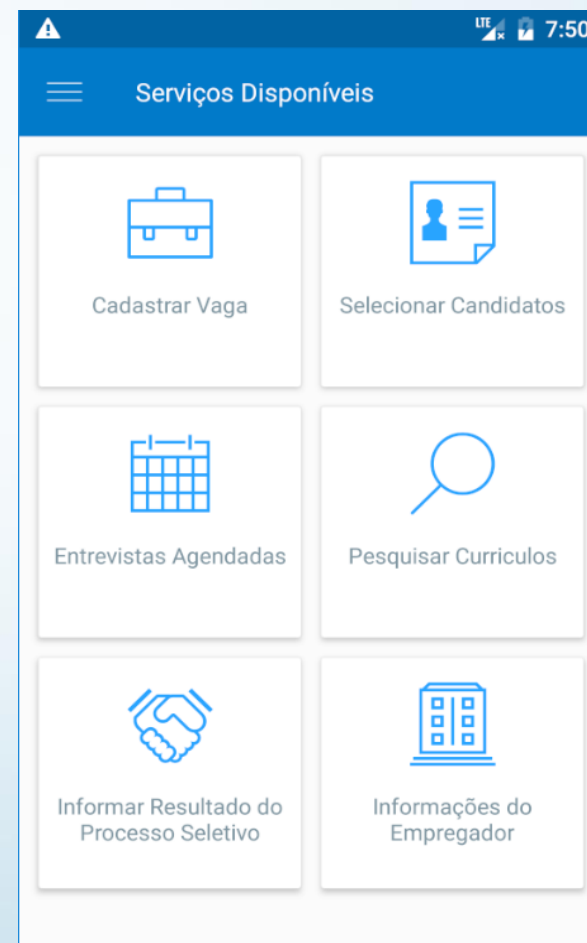 LTE 7:50
Serviços Disponíveis
Cadastrar Vaga
Selecionar Candidatos
Entrevistas Agendadas
Pesquisar Curriculos
Informar Resultado do
Processo Seletivo
Informações do
Empregador